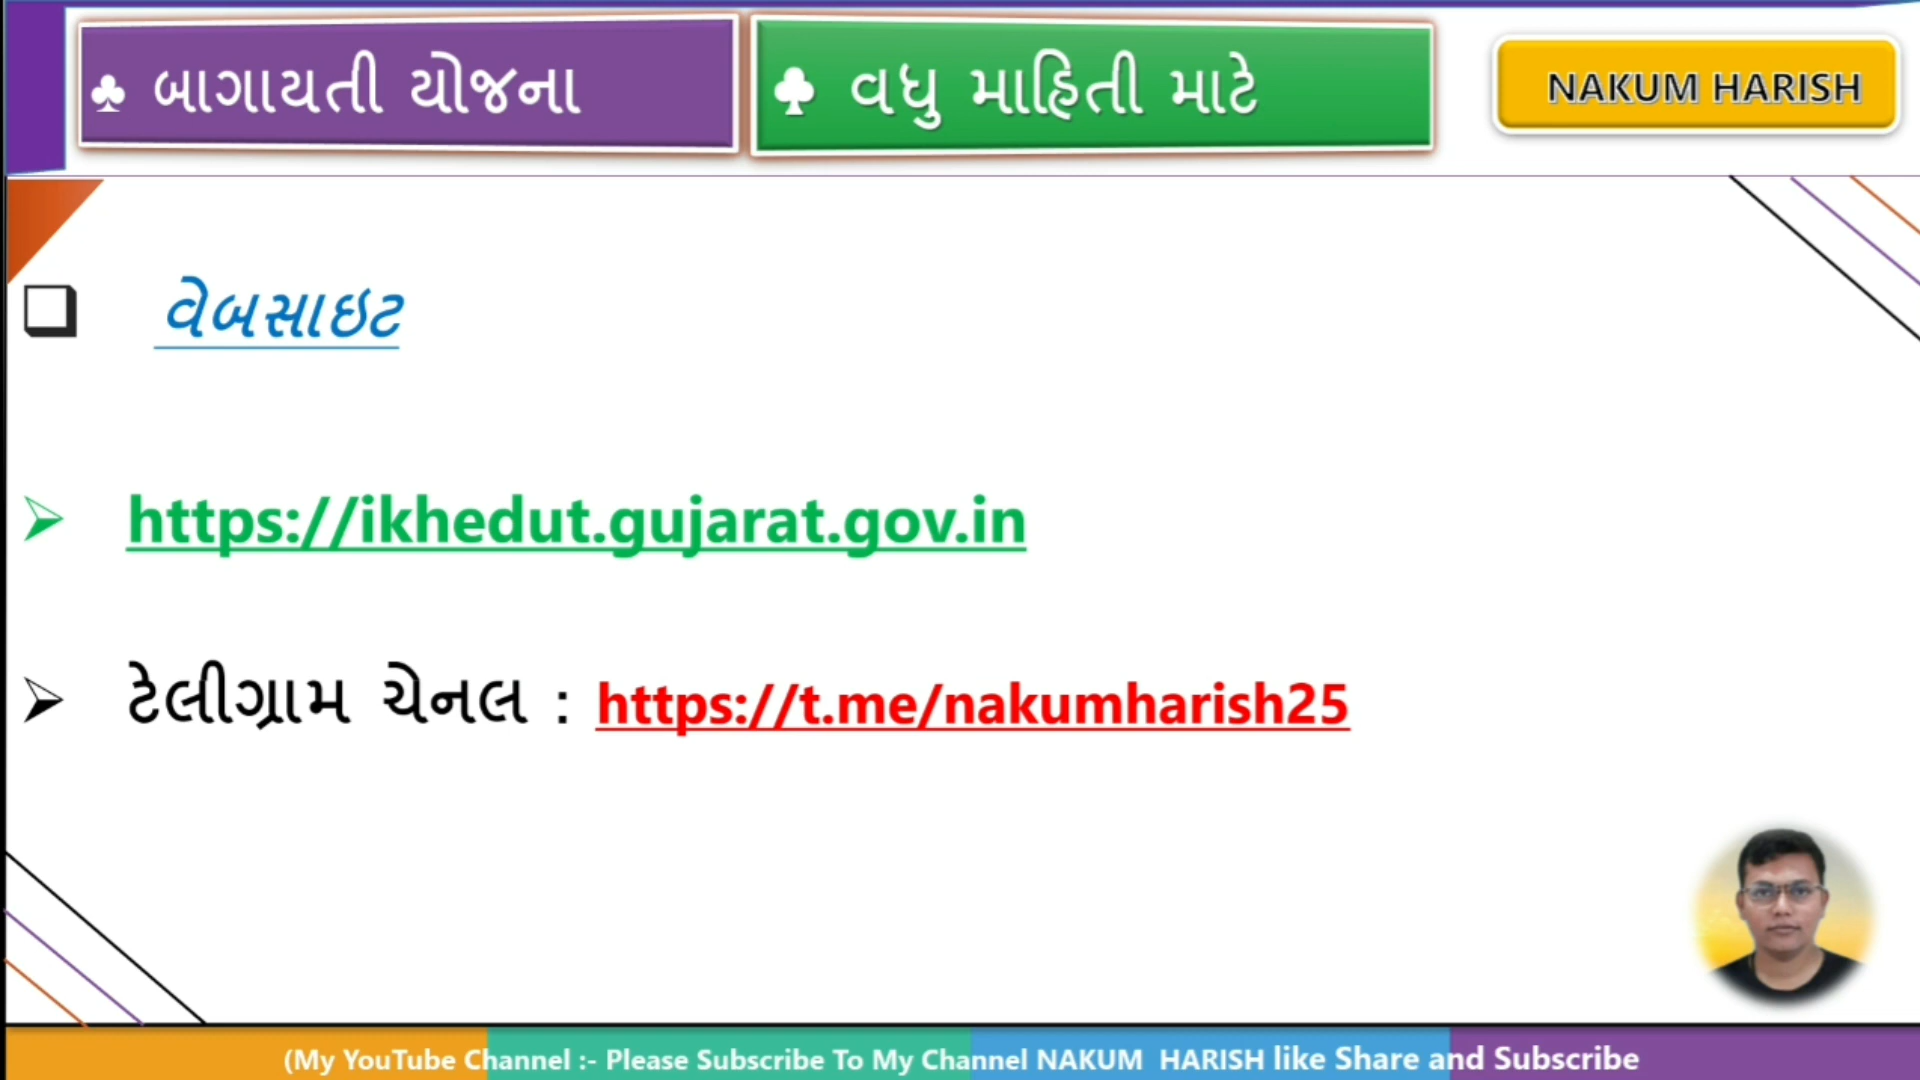 ♣ બાગાયતી યોજના
♣ વધુ માહિતી માટે
NAKUM HARISH
વેબસાઇટ
https://ikhedut.gujarat.gov.in
ટેલીગ્રામ ચેનલ : https://t.me/nakumharish25
(My YouTube Channel :- Please Subscribe To My Channel NAKUM HARISH like Share and Subscribe